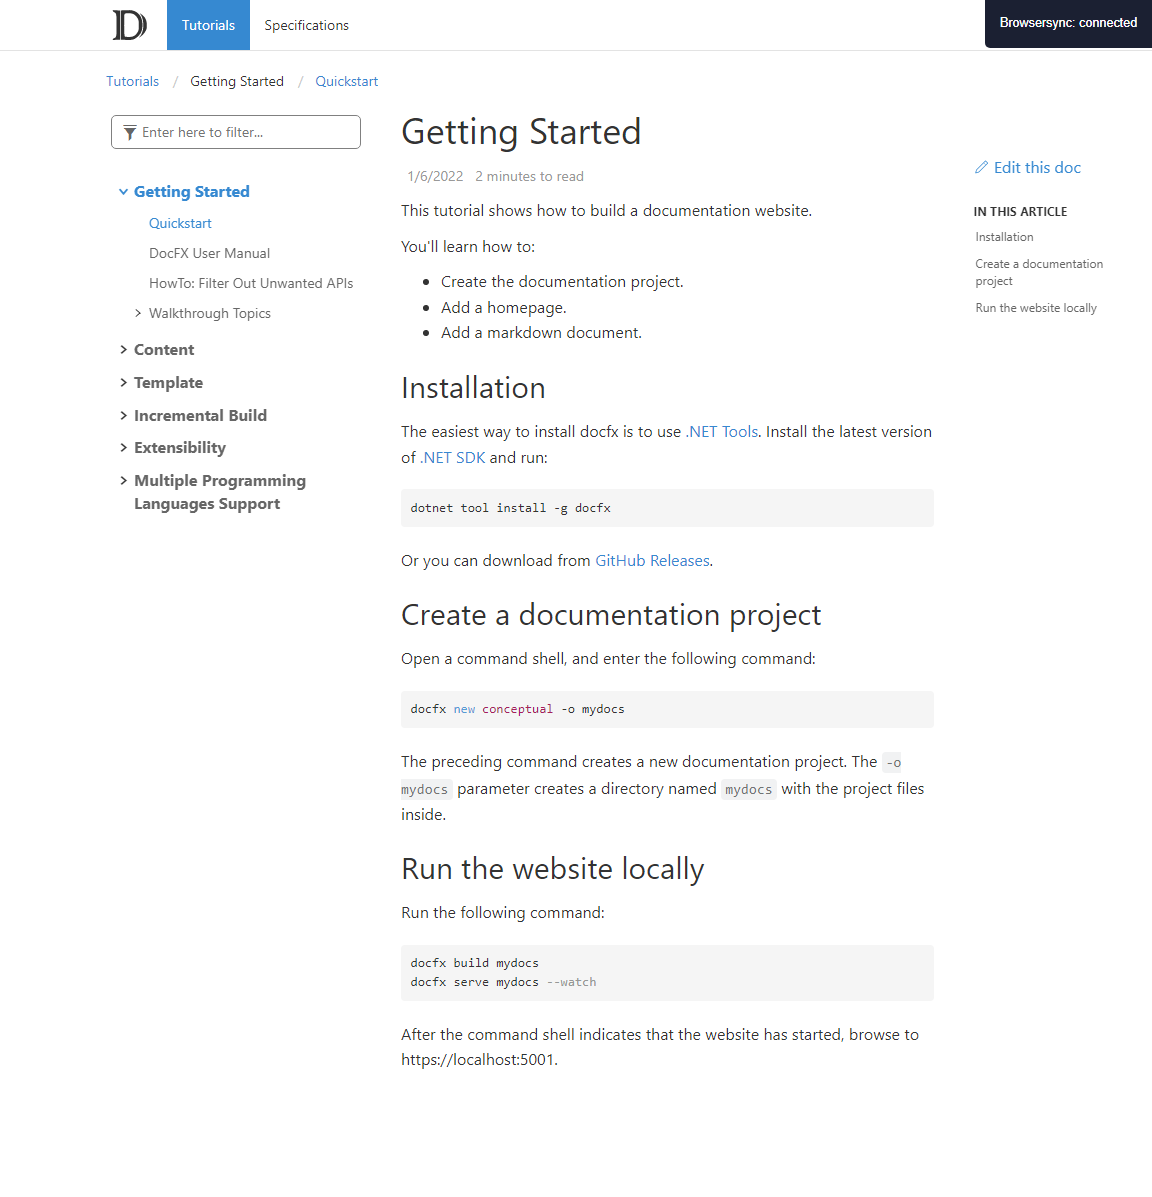 Tutorials
Specifications
Browsersync: connected
Tutorials / Getting Started / Quickstart
Enter here to filter...
Getting Started
Quickstart
DocFX User Manual
HowTo: Filter Out Unwanted APIs
Walkthrough Topics
Content
Template
Incremental Build
Extensibility
Multiple Programming
Languages Support
Getting Started
1/6/2022 2 minutes to read
This tutorial shows how to build a documentation website.
You'll learn how to:
• Create the documentation project.
• Add a homepage.
• Add a markdown document.
Installation
The easiest way to install docfx is to use .NET Tools. Install the latest version
of .NET SDK and run:
dotnet tool install -g docfx
Or you can download from GitHub Releases.
Create a documentation project
Open a command shell, and enter the following command:
docfx new conceptual -o mydocs
The preceding command creates a new documentation project. The -o
mydocs parameter creates a directory named mydocs with the project files
inside.
Run the website locally
Run the following command:
docfx build mydocs
docfx serve mydocs --watch
After the command shell indicates that the website has started, browse to
https://localhost:5001.
Edit this doc
IN THIS ARTICLE
Installation
Create a documentation
project
Run the website locally